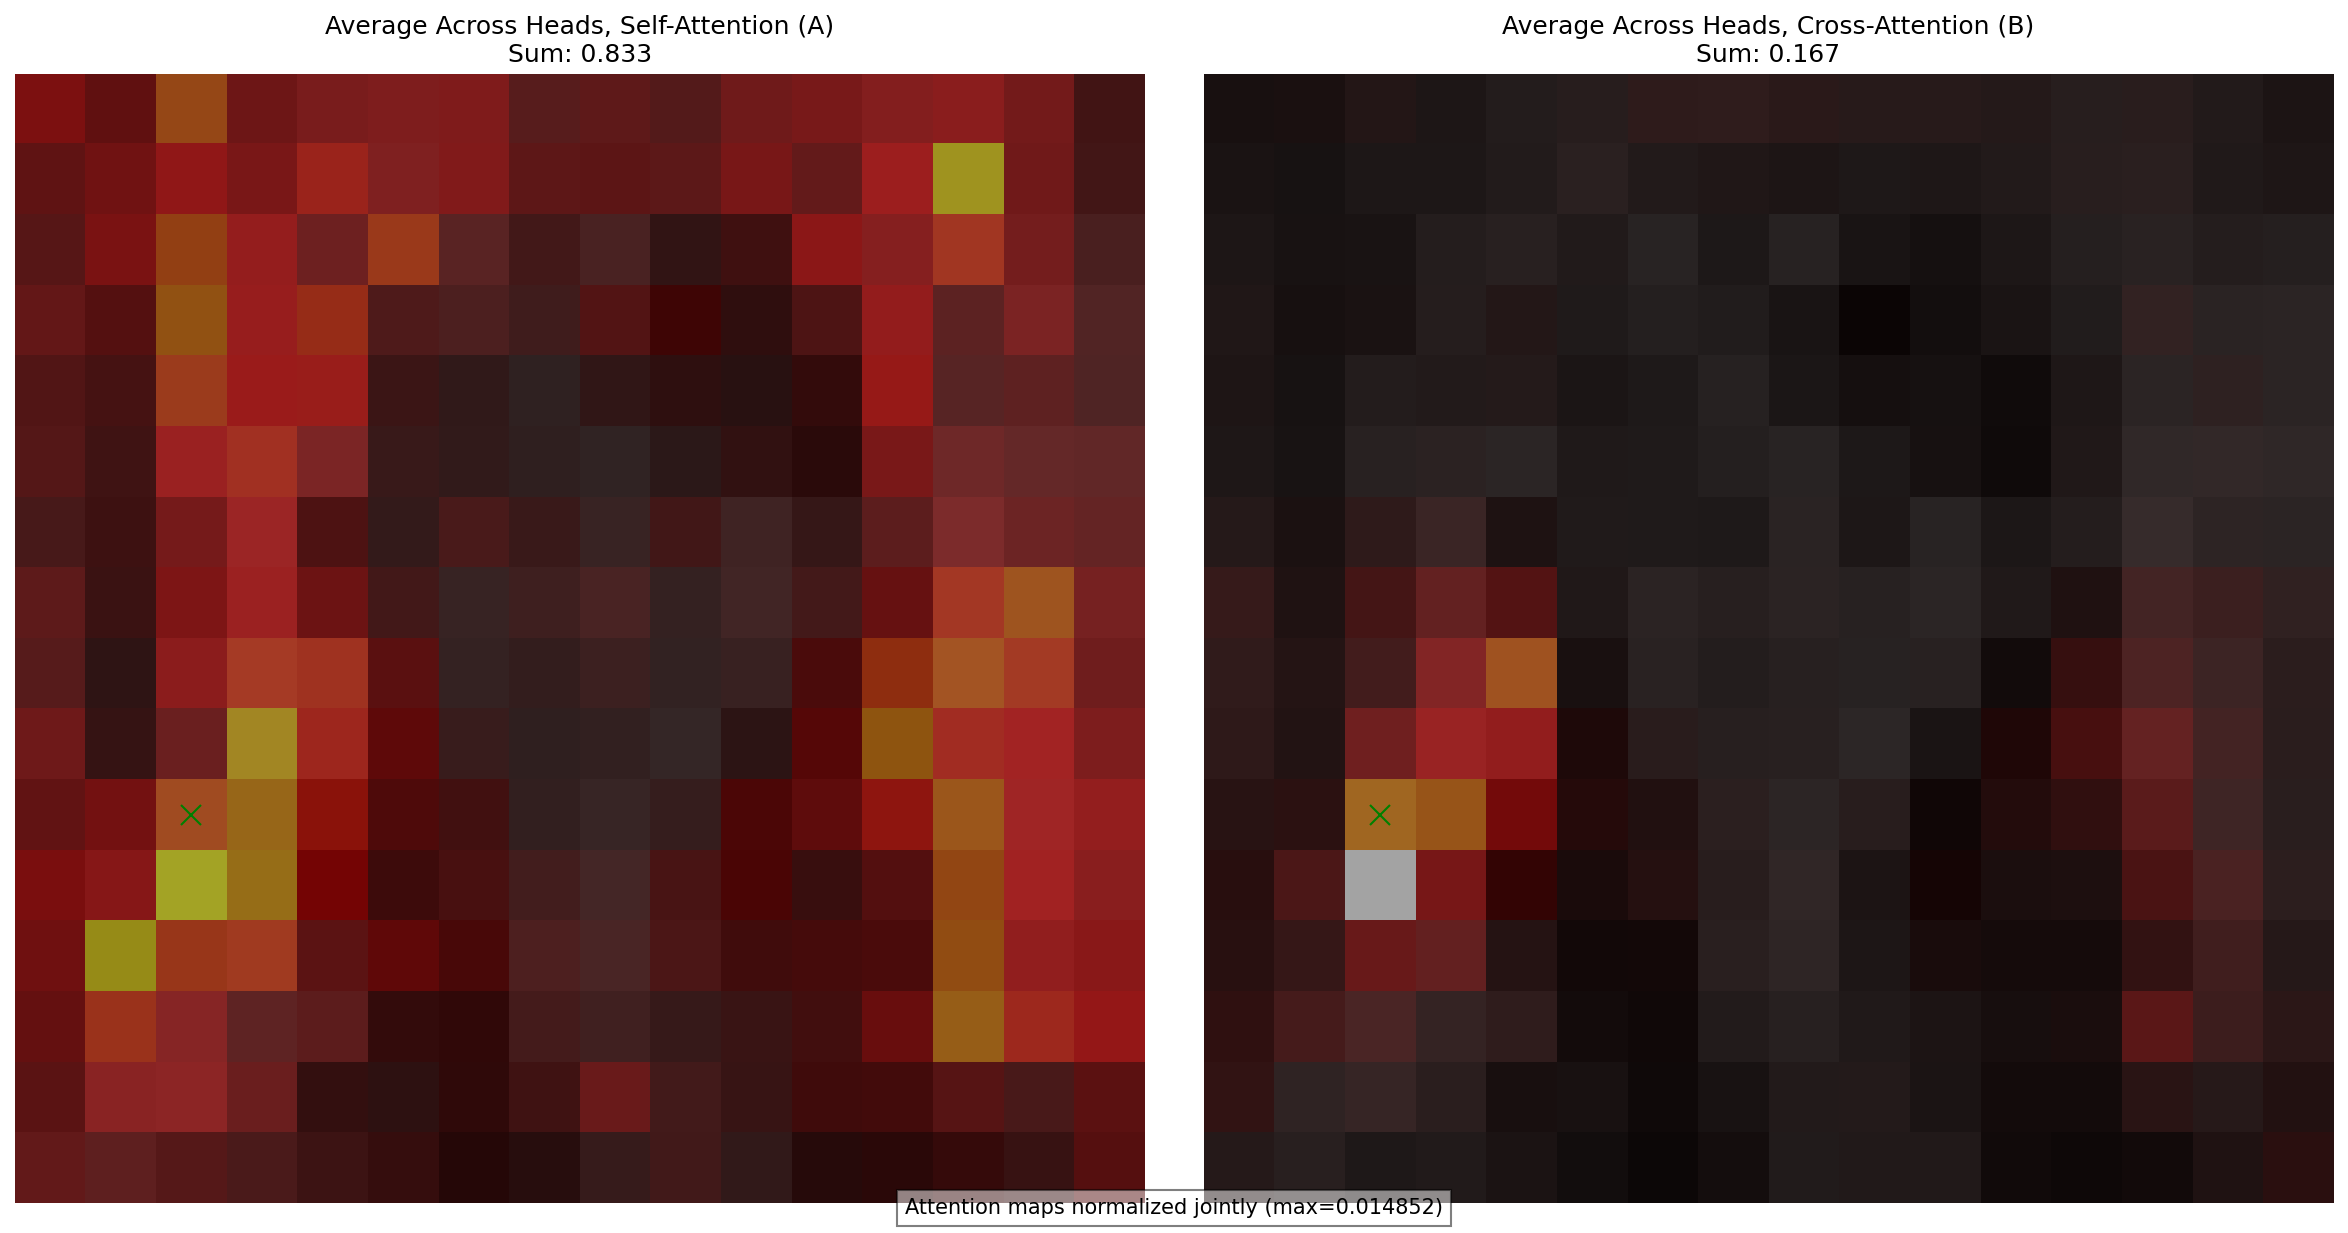 Average Across Heads, Self-Attention (A)
Sum: 0.833
Average Across Heads, Cross-Attention (B)
Sum: 0.167
Attention maps normalized jointly (max=0.014852)